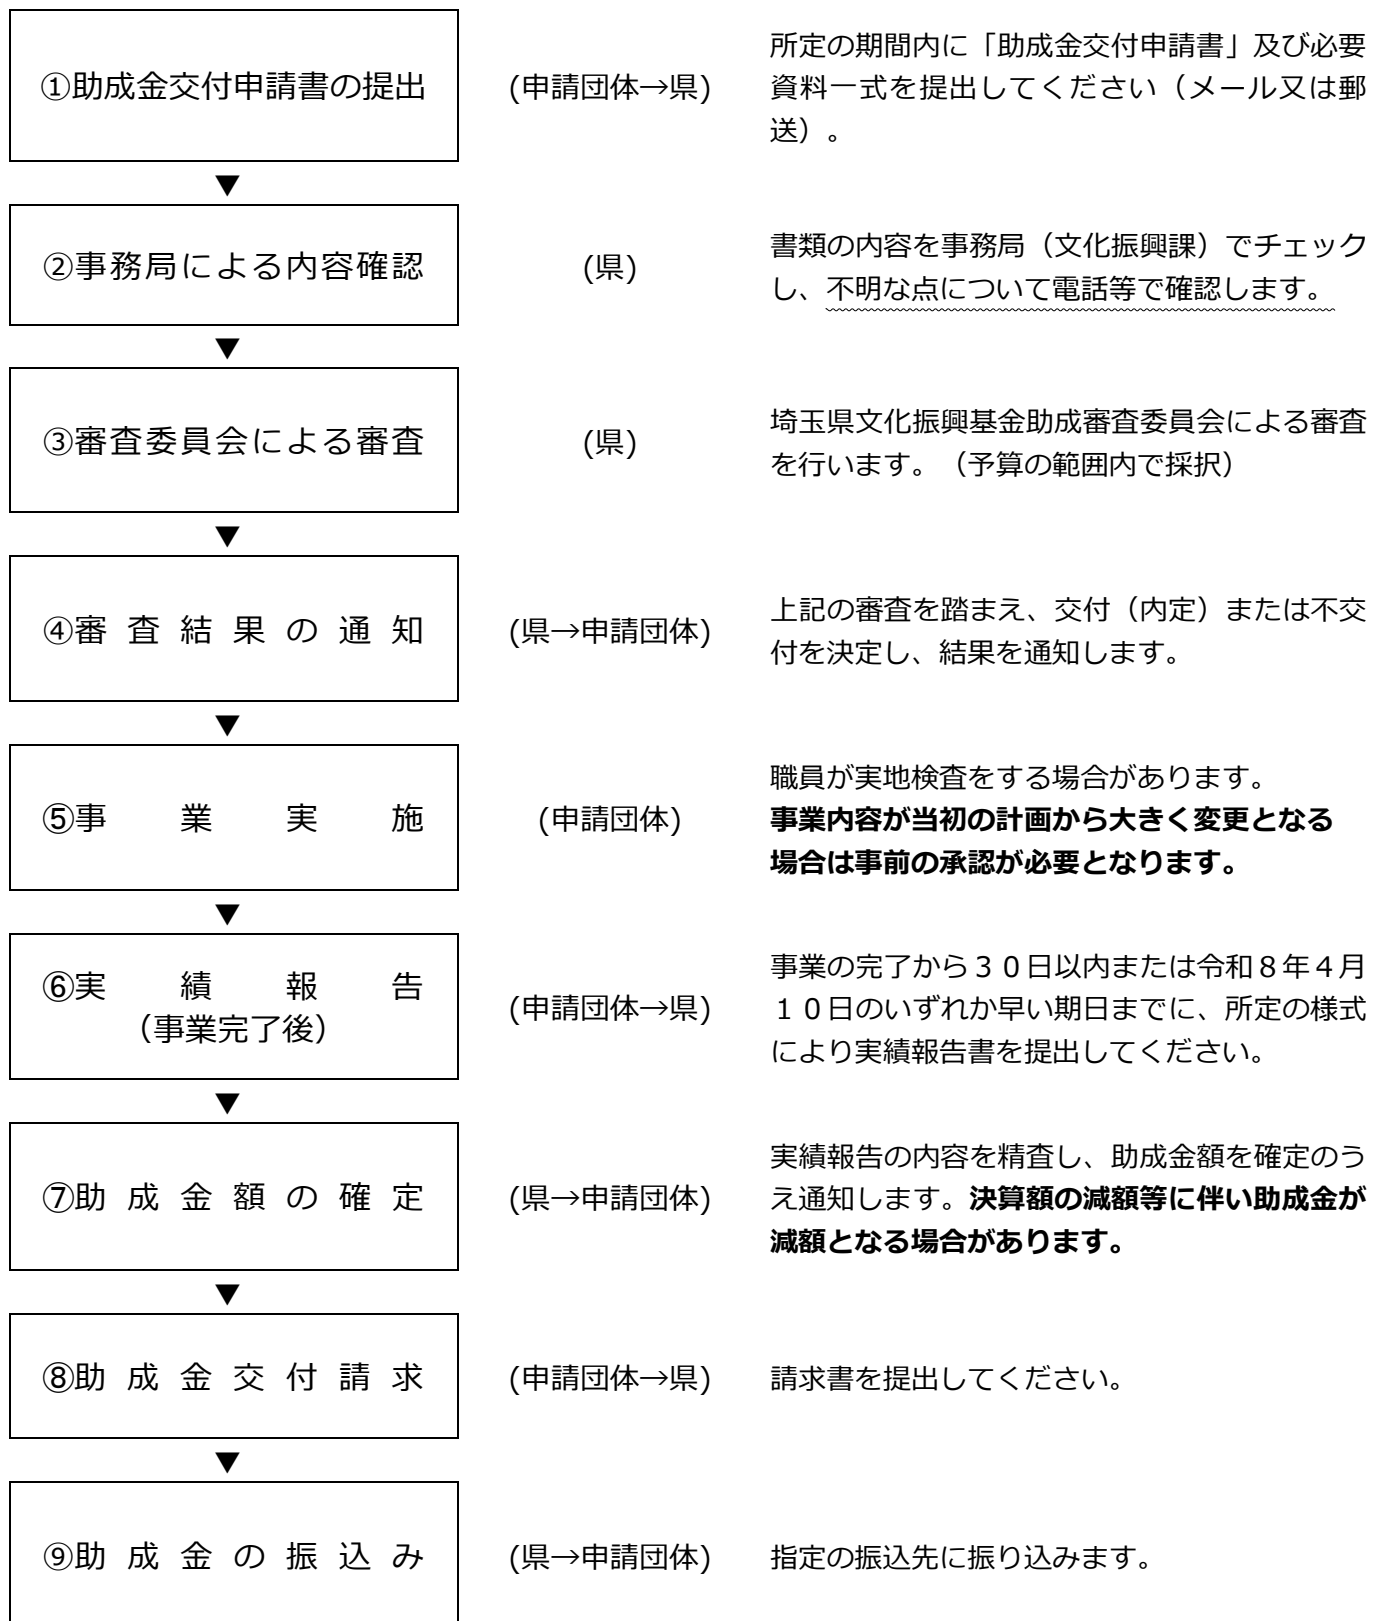 ①助成金交付申請書の提出
(申請団体→県)
所定の期間内に「助成金交付申請書」及び必要
資料一式を提出してください（メール又は郵
送）。
▼
②事務局による内容確認
(県)
書類の内容を事務局（文化振興課）でチェック
し、不明な点について電話等で確認します。
▼
③審査委員会による審査
(県)
埼玉県文化振興基金助成審査委員会による審査
を行います。（予算の範囲内で採択）
▼
④審査結果の通知
(県→申請団体)
上記の審査を踏まえ、交付（内定）または不交
付を決定し、結果を通知します。
▼
⑤事業実施
(申請団体)
職員が実地検査をする場合があります。
事業内容が当初の計画から大きく変更となる
場合は事前の承認が必要となります。
▼
⑥実績報告
（事業完了後）
(申請団体→県)
事業の完了から３０日以内または令和８年４月
１０日のいずれか早い期日までに、所定の様式
により実績報告書を提出してください。
▼
⑦助成金額の確定
(県→申請団体)
実績報告の内容を精査し、助成金額を確定のう
え通知します。決算額の減額等に伴い助成金が
減額となる場合があります。
▼
⑧助成金交付請求
(申請団体→県)
請求書を提出してください。
▼
⑨助成金の振込み
(県→申請団体)
指定の振込先に振り込みます。